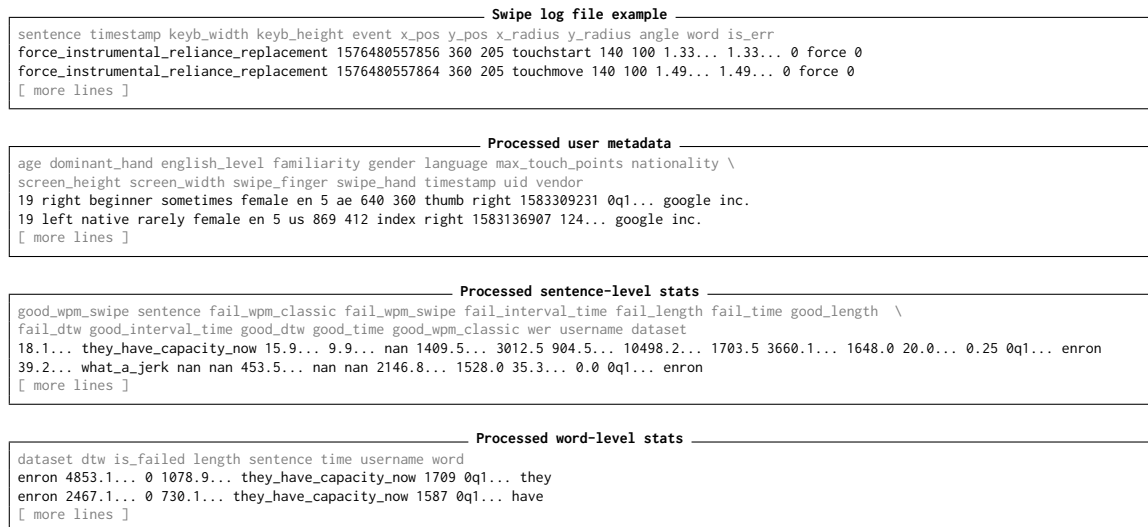 Swipe log file example
sentence timestamp keyb_width keyb_height event x_pos y_pos x_radius y_radius angle word is_err
force_instrumental_reliance_replacement 1576480557856 360 205 touchstart 140 100 1.33... 1.33... 0 force 0
force_instrumental_reliance_replacement 1576480557864 360 205 touchmove 140 100 1.49... 1.49... 0 force 0
[ more lines ]
Processed user metadata
age dominant_hand english_level familiarity gender language max_touch_points nationality \
screen_height screen_width swipe_finger swipe_hand timestamp uid vendor
19 right beginner sometimes female en 5 ae 640 360 thumb right 1583309231 0q1... google inc.
19 left native rarely female en 5 us 869 412 index right 1583136907 124... google inc.
[ more lines ]
Processed sentence-level stats
good_wpm_swipe sentence fail_wpm_classic fail_wpm_swipe fail_interval_time fail_length fail_time good_length \
fail_dtw good_interval_time good_dtw good_time good_wpm_classic wer username dataset
18.1... they_have_capacity_now 15.9... 9.9... nan 1409.5... 3012.5 904.5... 10498.2... 1703.5 3660.1... 1648.0 20.0... 0.25 0q1... enron
39.2... what_a_jerk nan nan 453.5... nan nan 2146.8... 1528.0 35.3... 0.0 0q1... enron
[ more lines ]
Processed word-level stats
dataset dtw is_failed length sentence time username word
enron 4853.1... 0 1078.9... they_have_capacity_now 1709 0q1... they
enron 2467.1... 0 730.1... they_have_capacity_now 1587 0q1... have
[ more lines ]